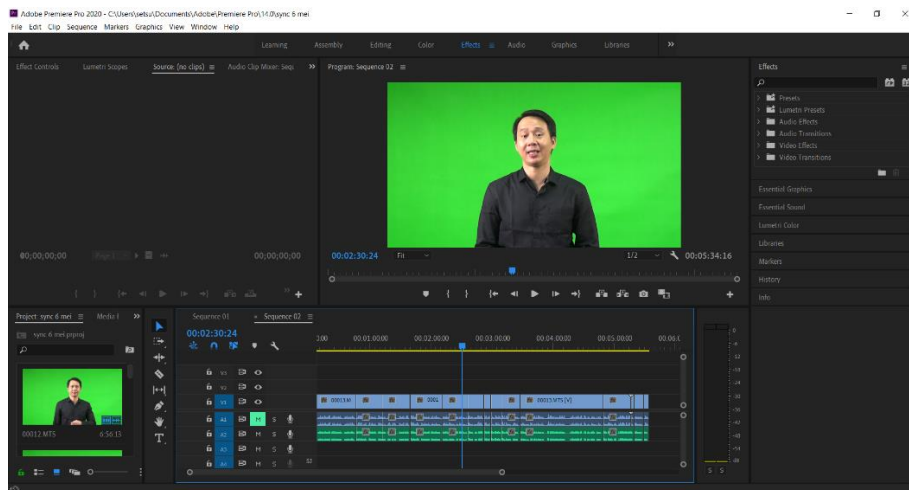 Adobe Premiere Pro 2020 - C:\Users\setsu\Documents\Adobe\Premiere Pro\14.0\sync 6 mei
File Edit Clip Sequence Markers Graphics View Window Help
Learning Assembly Editing Color Effects Audio Graphics Libraries
Effect Controls Lumetri Scopes Source: (no clips) Audio Clip Mixer: Sequ
Program: Sequence 02
Effects
Presets
Lumetri Presets
Audio Effects
Audio Transitions
Video Effects
Video Transitions
Essential Graphics
Essential Sound
Lumetri Color
Libraries
Markers
History
Info
00;00;00;00 Page 1 00;00;00;00
00:02:30:24 Fit 1/2 00:05:34:16
Project: sync 6 mei Media
sync 6 mei.prproj
00012.MTS 6:56:13
Sequence 01 Sequence 02
00:02:30:24
00:01:00:00 00:02:00:00 00:03:00:00 00:04:00:00 00:05:00:00
V3
V2
V1 00013.M 0001 00013.MTS [V]
A1 M S
A2 M S
A3 M S
A4 M S
S S